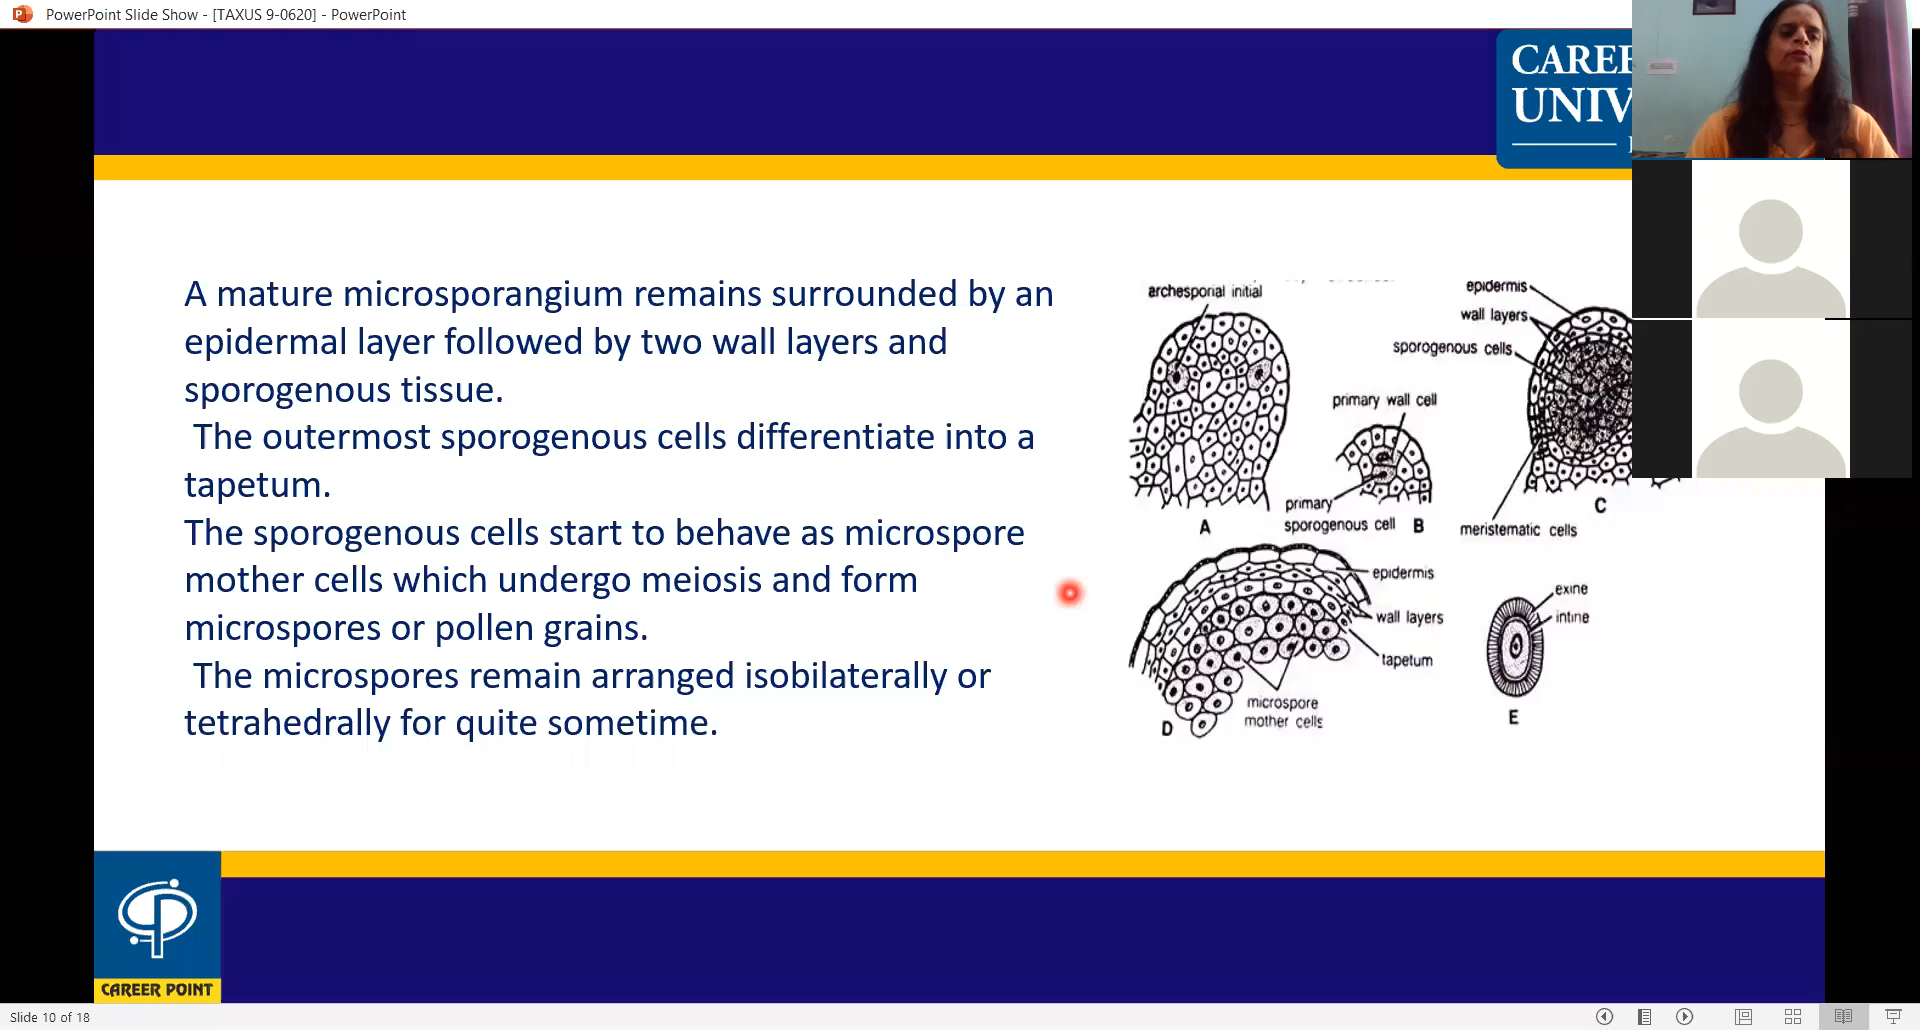 PowerPoint Slide Show - [TAXUS 9-0620] - PowerPoint
A mature microsporangium remains surrounded by an
epidermal layer followed by two wall layers and
sporogenous tissue.
The outermost sporogenous cells differentiate into a
tapetum.
The sporogenous cells start to behave as microspore
mother cells which undergo meiosis and form
microspores or pollen grains.
The microspores remain arranged isobilaterally or
tetrahedrally for quite sometime.
archesporial initial
A
primary wall cell
primary
sporogenous cell
B
epidermis
wall layers
sporogenous cells
meristematic cells
C
epidermis
wall layers
tapetum
microspore
mother cells
D
exine
intine
E
CAREER POINT
Slide 10 of 18